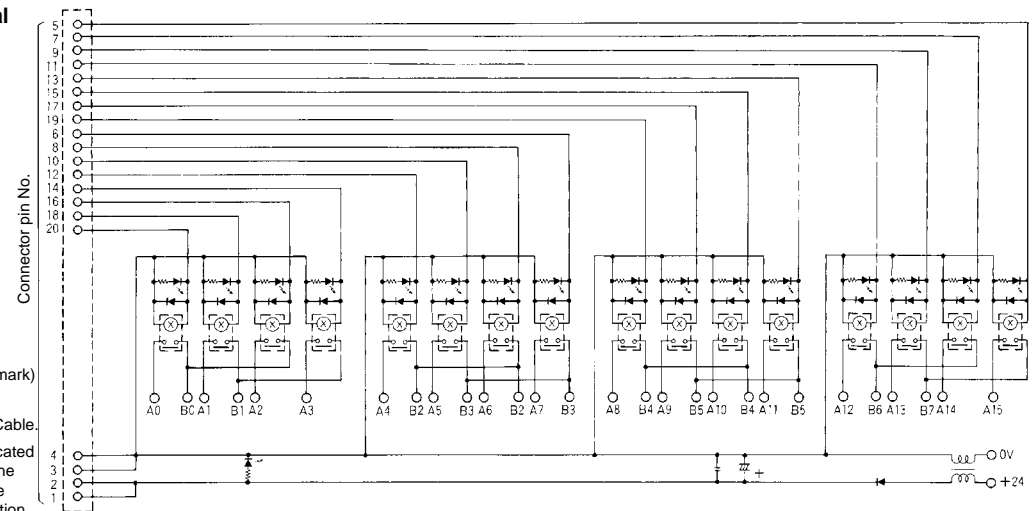 al
5
7
9
11
13
15
17
19
6
8
10
12
14
16
18
20
Connector pin No.
X X X X X X X X X X X X X X X X
mark)
A0 B0 A1 B1 A2 A3 A4 B2 A5 B3 A6 B2 A7 B3 A8 B4 A9 B5 A10 B4 A11 B5 A12 B6 A13 B7 A14 A15
Cable.
cated
ne
e
tion
4
3
2
1
0V
+
+24